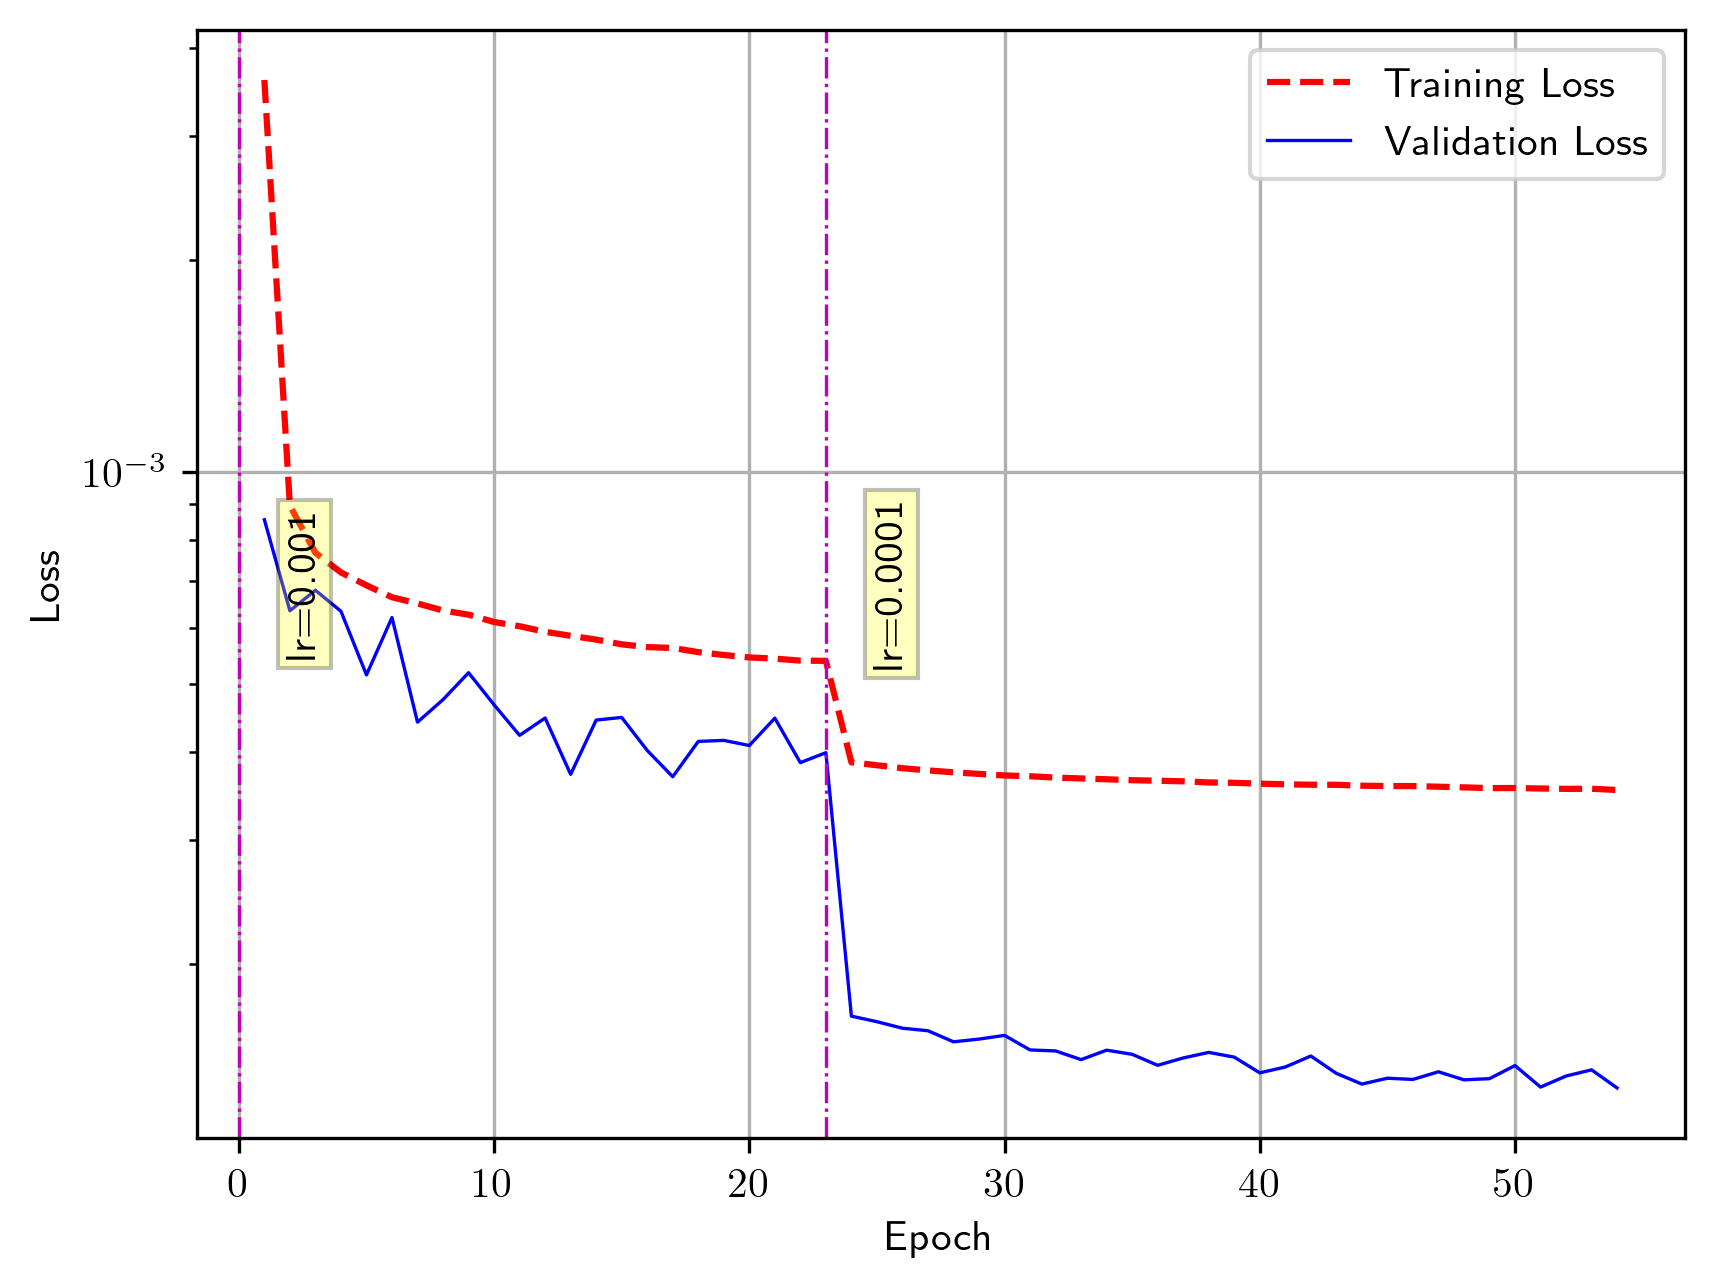 Training Loss
Validation Loss
10⁻³
Loss
lr=0.001
lr=0.0001
0 10 20 30 40 50
Epoch